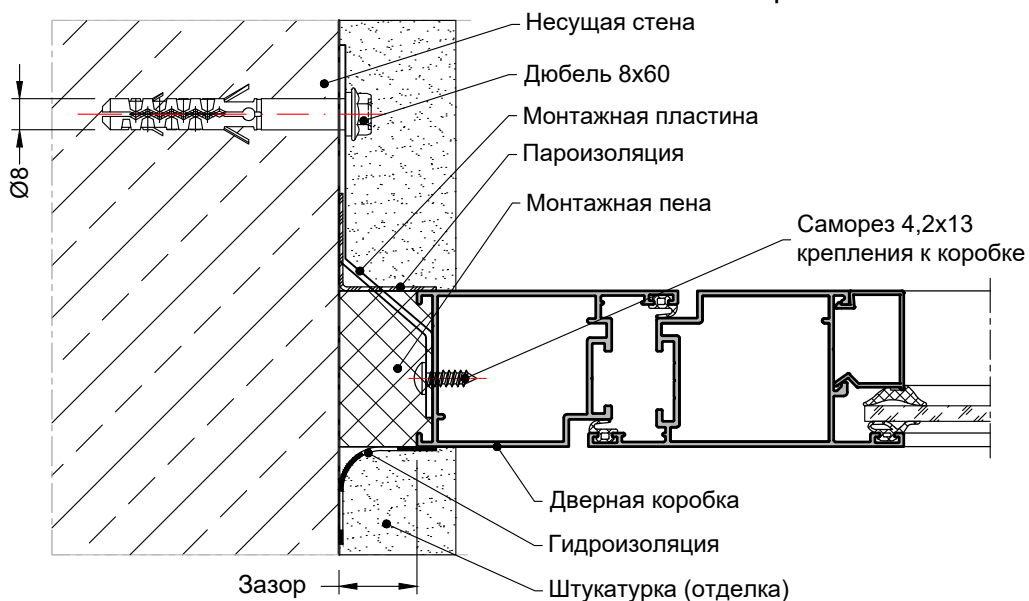 Несущая стена
Дюбель 8х60
Монтажная пластина
Пароизоляция
Монтажная пена
Саморез 4,2х13
крепления к коробке
Ø8
Дверная коробка
Гидроизоляция
Зазор
Штукатурка (отделка)